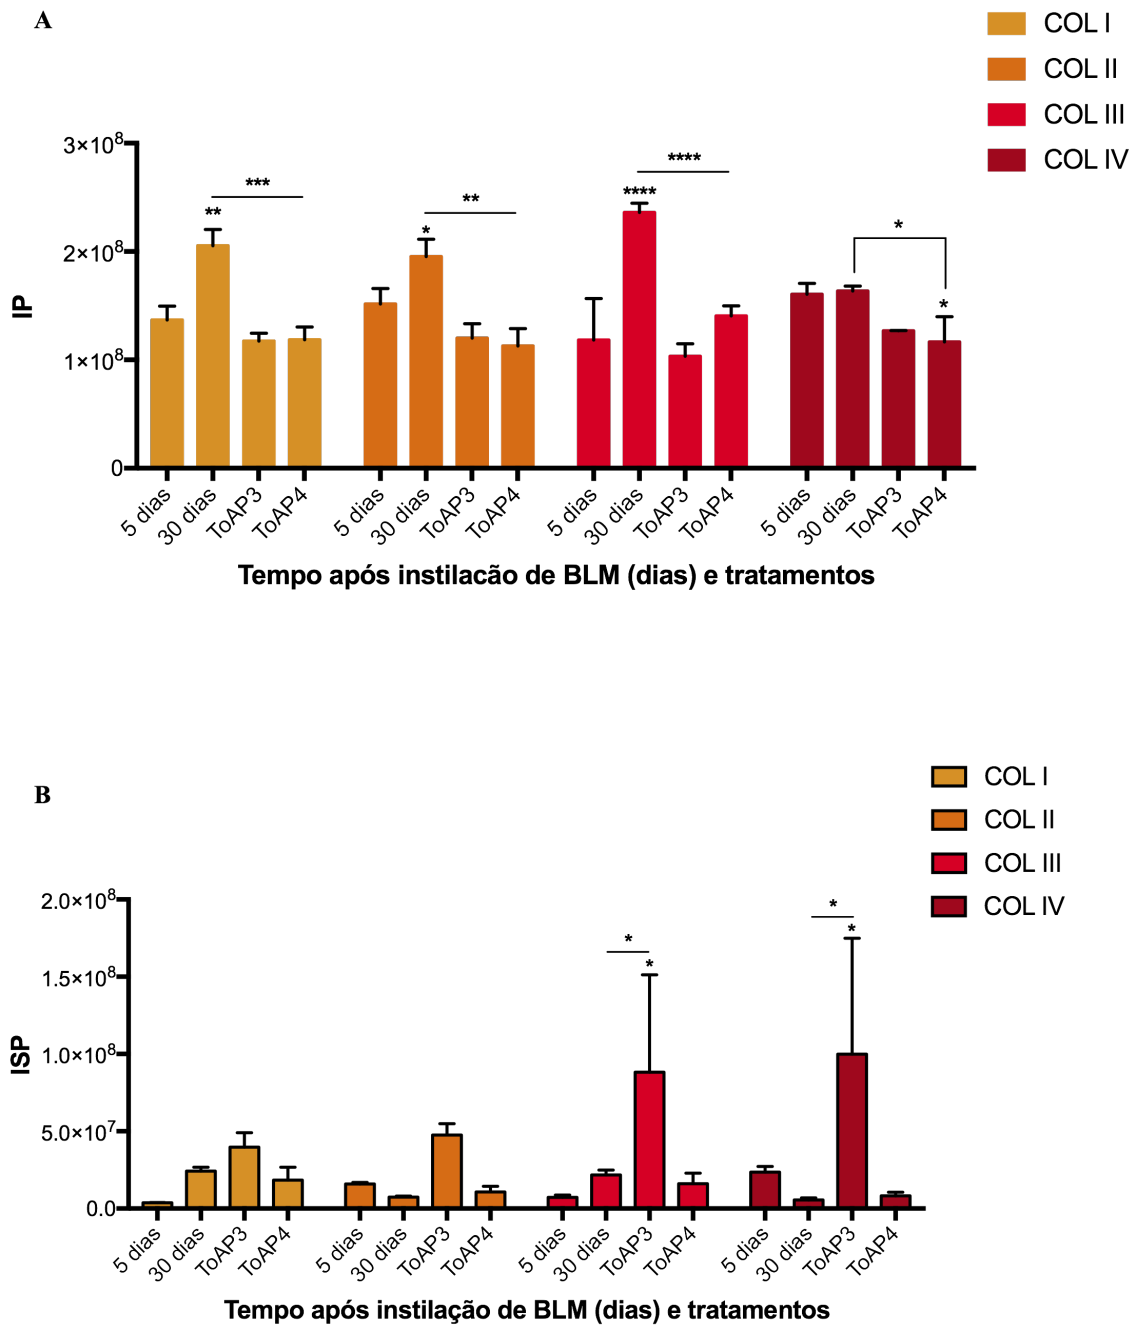 A
COL I
COL II
COL III
COL IV
IP
3×10⁸
2×10⁸
1×10⁸
0
***
**
**
*
****
****
*
*
5 dias
30 dias
ToAP3
ToAP4
5 dias
30 dias
ToAP3
ToAP4
5 dias
30 dias
ToAP3
ToAP4
5 dias
30 dias
ToAP3
ToAP4
Tempo após instilacão de BLM (dias) e tratamentos
B
COL I
COL II
COL III
COL IV
ISP
2.0×10⁸
1.5×10⁸
1.0×10⁸
5.0×10⁷
0.0
*
*
*
*
5 dias
30 dias
ToAP3
ToAP4
5 dias
30 dias
ToAP3
ToAP4
5 dias
30 dias
ToAP3
ToAP4
5 dias
30 dias
ToAP3
ToAP4
Tempo após instilação de BLM (dias) e tratamentos